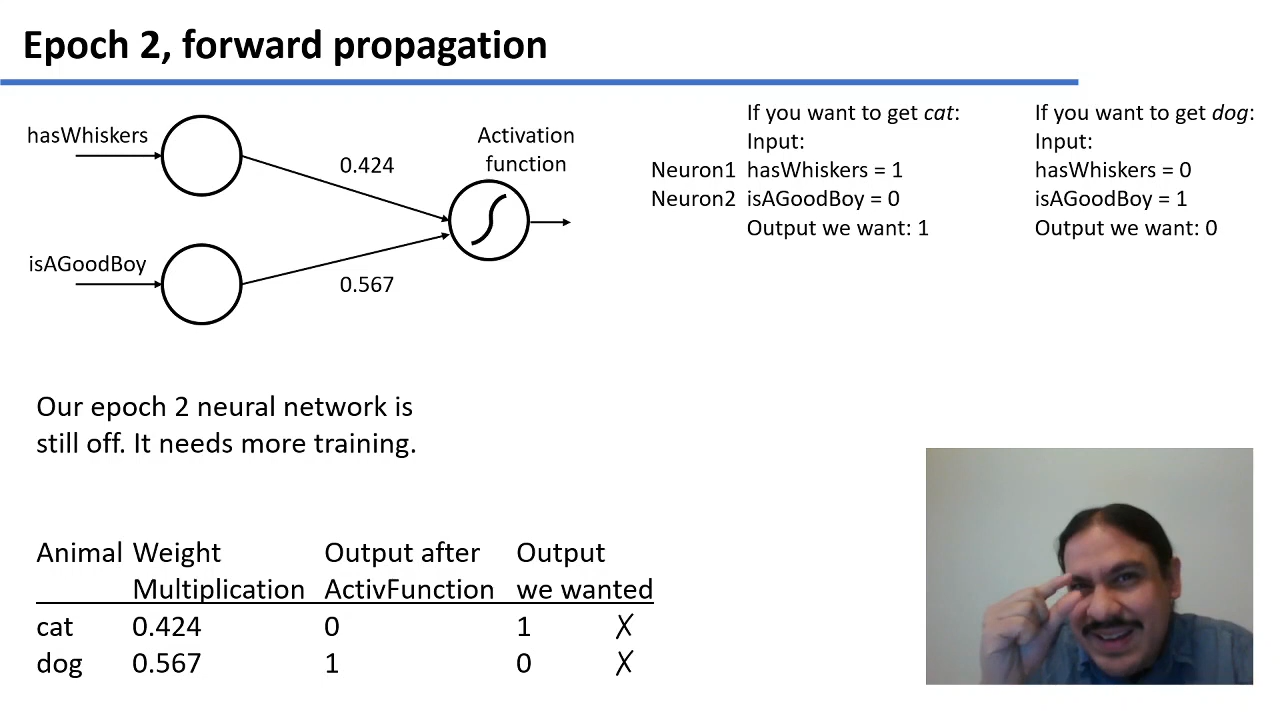 Epoch 2, forward propagation
hasWhiskers
0.424
Activation
function
isAGoodBoy
0.567
If you want to get cat:
Input:
Neuron1 hasWhiskers = 1
Neuron2 isAGoodBoy = 0
Output we want: 1
If you want to get dog:
Input:
hasWhiskers = 0
isAGoodBoy = 1
Output we want: 0
Our epoch 2 neural network is
still off. It needs more training.
Animal Weight Output after Output
Multiplication ActivFunction we wanted
cat 0.424 0 1 X
dog 0.567 1 0 X